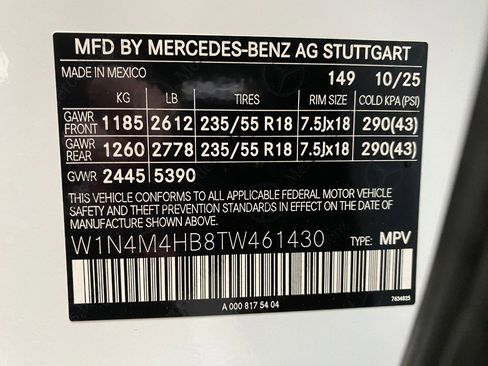 MFD BY MERCEDES-BENZ AG STUTTGART
MADE IN MEXICO 149 10/25
KG LB TIRES RIM SIZE COLD KPA(PSI)
GAWR FRONT 1185 2612 235/55 R18 7.5Jx18 290(43)
GAWR REAR 1260 2778 235/55 R18 7.5Jx18 290(43)
GVWR 2445 5390
THIS VEHICLE CONFORMS TO ALL APPLICABLE FEDERAL MOTOR VEHICLE
SAFETY AND THEFT PREVENTION STANDARDS IN EFFECT ON THE DATE OF
MANUFACTURE SHOWN ABOVE.
W1N4M4HB8TW461430 TYPE: MPV
A 000 817 54 04 7634825